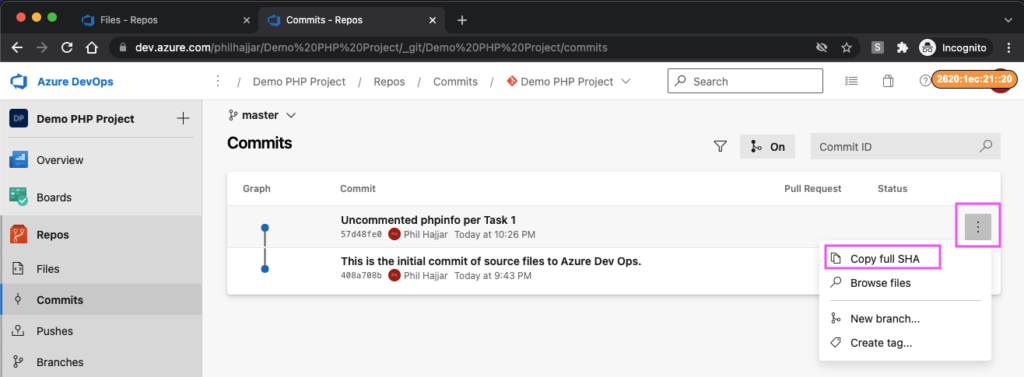 Files - Repos
Commits - Repos
dev.azure.com/philhajjar/Demo%20PHP%20Project/_git/Demo%20PHP%20Project/commits
S
Incognito
Azure DevOps
/ Demo PHP Project / Repos / Commits / Demo PHP Project
Search
2620:1ec:21::20
DP
Demo PHP Project
master
Commits
On
Commit ID
Overview
Boards
Repos
Files
Commits
Pushes
Branches
Graph
Commit
Pull Request
Status
Uncommented phpinfo per Task 1
57d48fe0 Phil Hajjar Today at 10:26 PM
This is the initial commit of source files to Azure Dev Ops.
408a708b Phil Hajjar Today at 9:43 PM
Copy full SHA
Browse files
New branch...
Create tag...